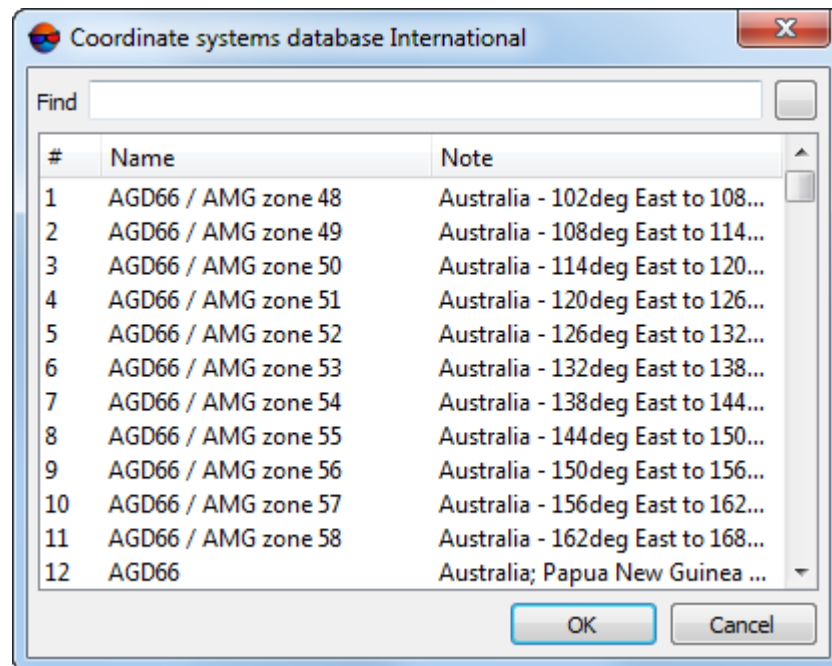 Coordinate systems database International
Find
# Name Note
1 AGD66 / AMG zone 48 Australia - 102deg East to 108...
2 AGD66 / AMG zone 49 Australia - 108deg East to 114...
3 AGD66 / AMG zone 50 Australia - 114deg East to 120...
4 AGD66 / AMG zone 51 Australia - 120deg East to 126...
5 AGD66 / AMG zone 52 Australia - 126deg East to 132...
6 AGD66 / AMG zone 53 Australia - 132deg East to 138...
7 AGD66 / AMG zone 54 Australia - 138deg East to 144...
8 AGD66 / AMG zone 55 Australia - 144deg East to 150...
9 AGD66 / AMG zone 56 Australia - 150deg East to 156...
10 AGD66 / AMG zone 57 Australia - 156deg East to 162...
11 AGD66 / AMG zone 58 Australia - 162deg East to 168...
12 AGD66 Australia; Papua New Guinea ...
OK Cancel